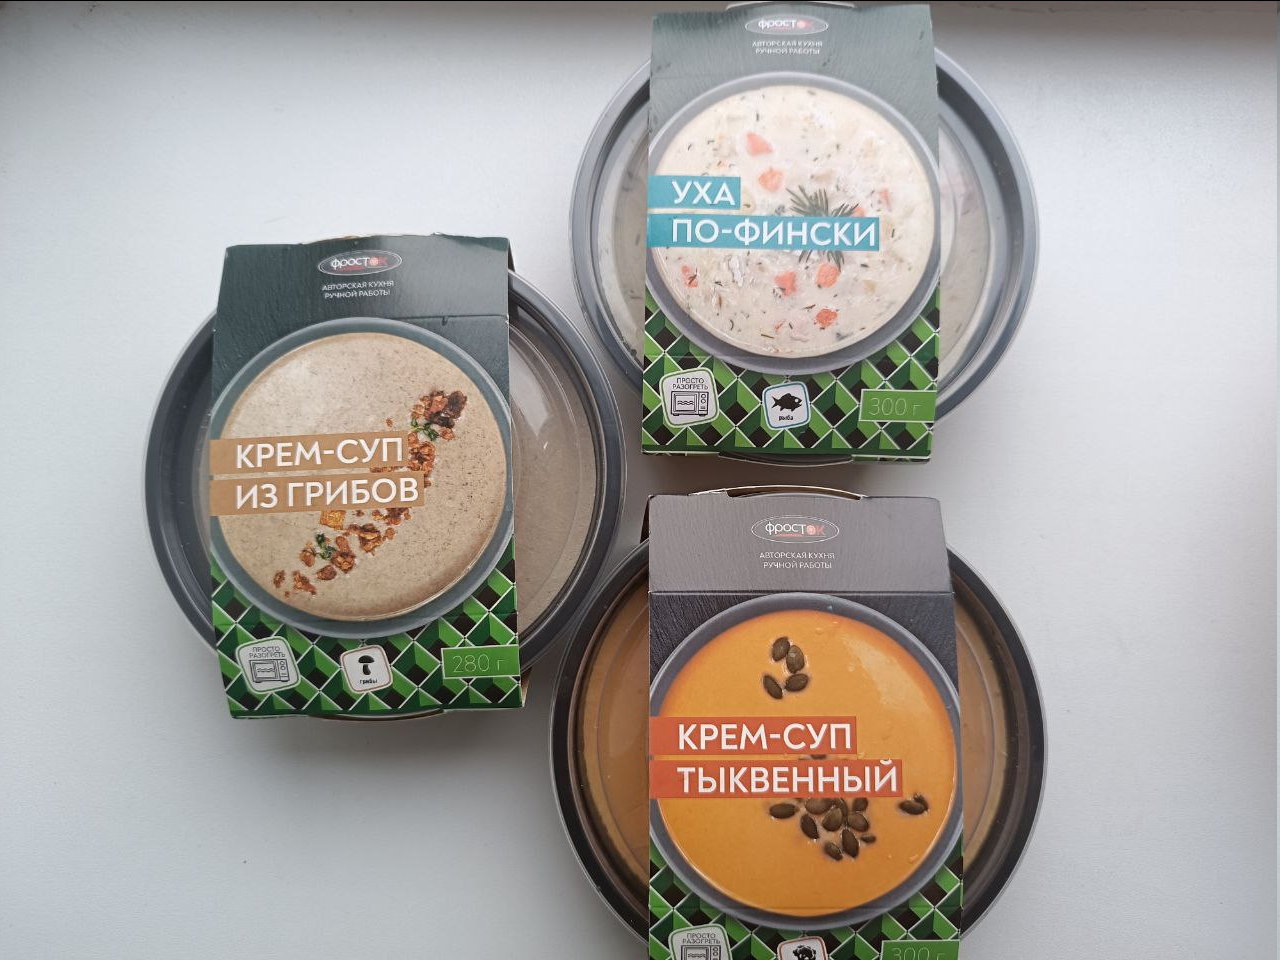 ФРОСТОК
АВТОРСКАЯ КУХНЯ
РУЧНОЙ РАБОТЫ
УХА
ПО-ФИНСКИ
ПРОСТО
РАЗОГРЕТЬ
рыба
300 г
ФРОСТОК
АВТОРСКАЯ КУХНЯ
РУЧНОЙ РАБОТЫ
КРЕМ-СУП
ИЗ ГРИБОВ
ПРОСТО
РАЗОГРЕТЬ
грибы
280 г
ФРОСТОК
АВТОРСКАЯ КУХНЯ
РУЧНОЙ РАБОТЫ
КРЕМ-СУП
ТЫКВЕННЫЙ
ПРОСТО
РАЗОГРЕТЬ
300 г